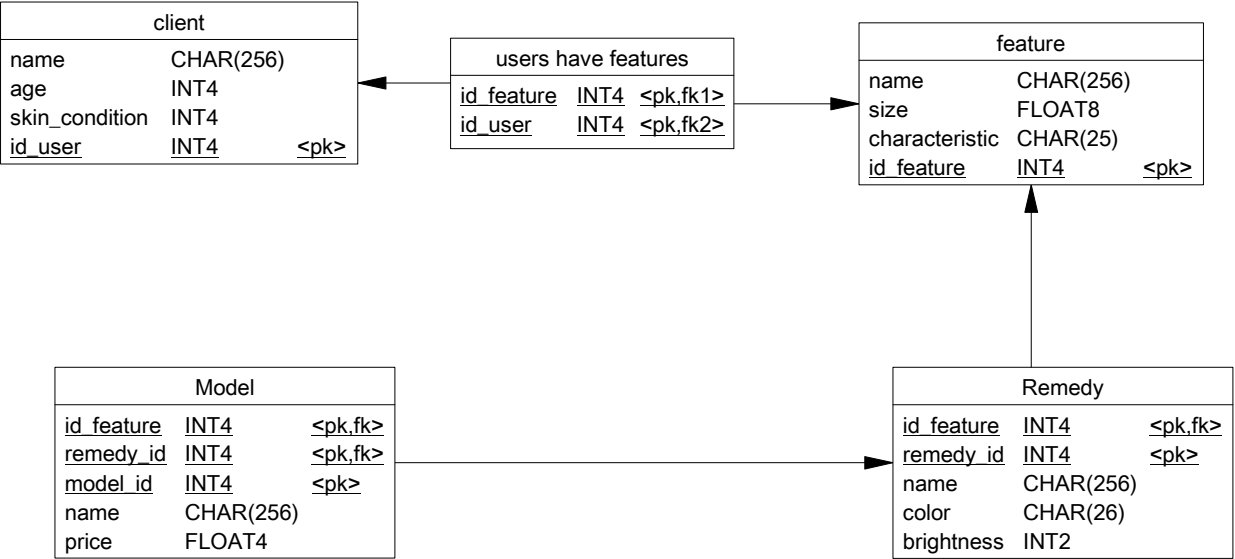 client
name CHAR(256)
age INT4
skin_condition INT4
id_user INT4 <pk>
users have features
id_feature INT4 <pk,fk1>
id_user INT4 <pk,fk2>
feature
name CHAR(256)
size FLOAT8
characteristic CHAR(25)
id_feature INT4 <pk>
Model
id_feature INT4 <pk,fk>
remedy_id INT4 <pk,fk>
model_id INT4 <pk>
name CHAR(256)
price FLOAT4
Remedy
id_feature INT4 <pk,fk>
remedy_id INT4 <pk>
name CHAR(256)
color CHAR(26)
brightness INT2